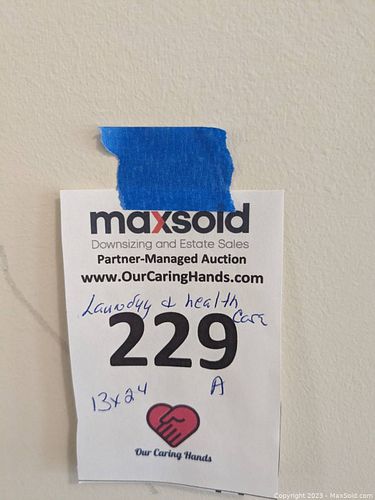 maxsold
Downsizing and Estate Sales
Partner-Managed Auction
www.OurCaringHands.com
Laundyy & health
Care
229
13x24 A
Our Caring Hands
Copyright 2023 - MaxSold.com